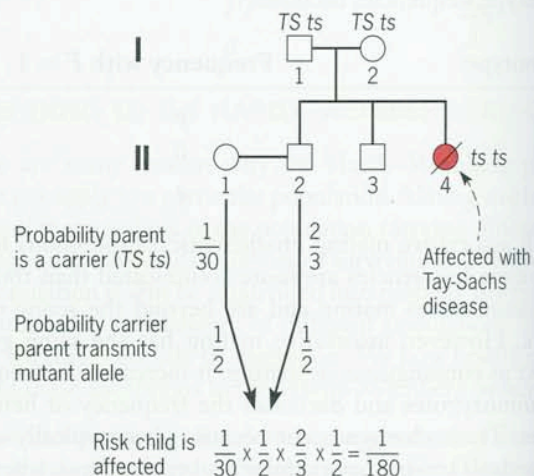 TS ts TS ts
I
1 2
II
ts ts
1 2 3 4
Probability parent
is a carrier (TS ts)
1/30
2/3
Affected with
Tay-Sachs
disease
Probability carrier
parent transmits
mutant allele
1/2
1/2
Risk child is
affected
1/30 x 1/2 x 2/3 x 1/2 = 1/180